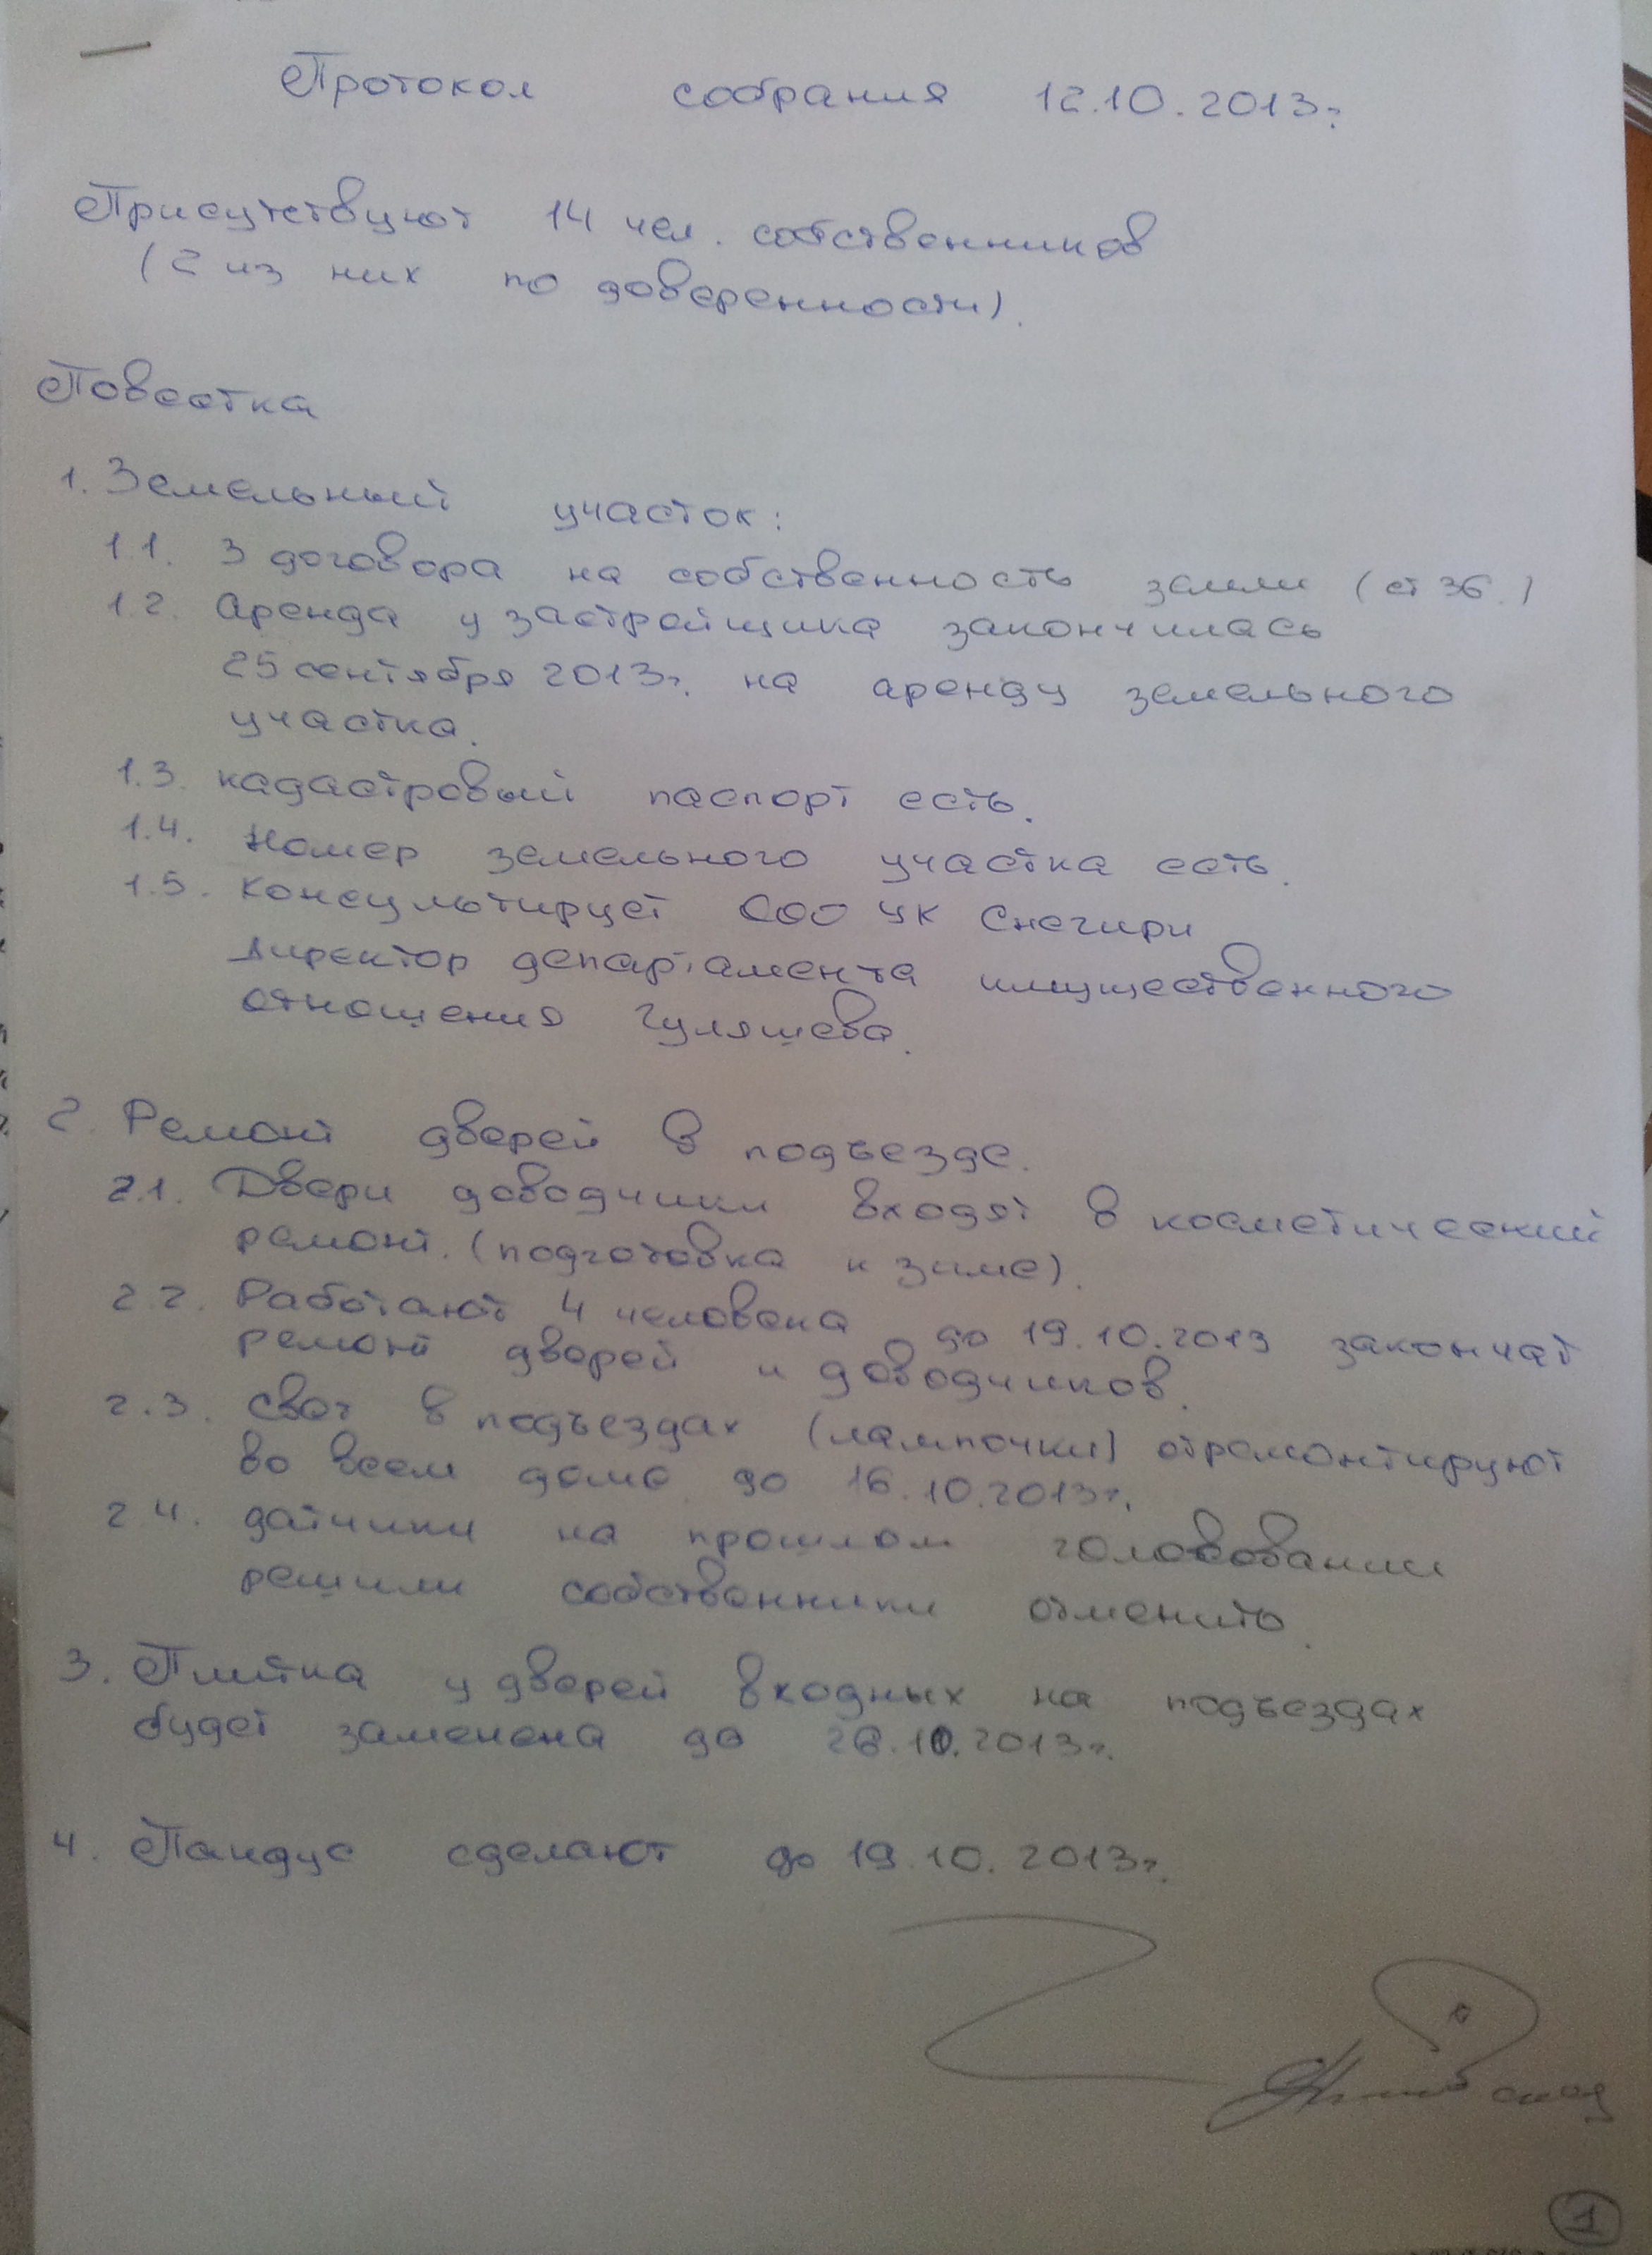 Протокол собрания 12.10.2013г.
Присутствуют 14 чел. собственников
(2 из них по доверенности).
Повестка
1. Земельный участок:
1.1. 3 договора на собственность земли (ст 36.)
1.2. Аренда у застройщика закончилась
25 сентября 2013г. на аренду земельного
участка.
1.3. кадастровый паспорт есть.
1.4. Номер земельного участка есть.
1.5. Консультирует ООО УК Снегири
директор департамента имущественного
отношения Гуляшева.
2. Ремонт дверей в подъезде.
2.1. Двери доводчики входят в косметический
ремонт. (подготовка к зиме).
2.2. Работают 4 человека до 19.10.2013 закончат
ремонт дверей и доводчиков.
2.3. свет в подъездах (лампочки) отремонтируют
во всем доме до 16.10.2013г.
2.4. датчики на прошлом голосовании
решили собственники отменить.
3. Плитка у дверей входных на подъездах
будет заменена до 26.10.2013г.
4. Пандус сделают до 19.10.2013г.
1